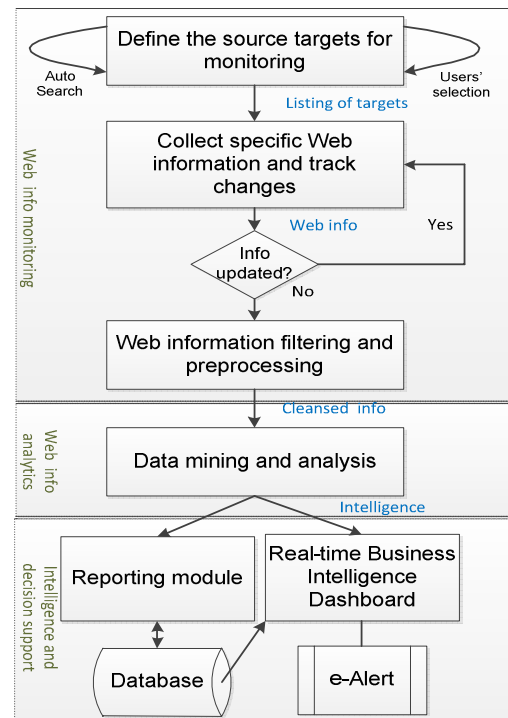 Define the source targets for
monitoring
Auto
Search
Users'
selection
Listing of targets
Collect specific Web
information and track
changes
Web info monitoring
Web info
Yes
Info
updated?
No
Web information filtering and
preprocessing
Cleansed info
Web info
analytics
Data mining and analysis
Intelligence
Intelligence and
decision support
Reporting module
Real-time Business
Intelligence
Dashboard
Database
e-Alert